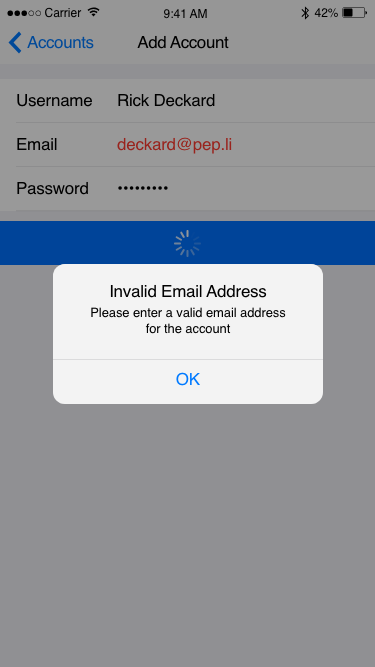 Carrier 9:41 AM 42%
Accounts Add Account
Username Rick Deckard
Email deckard@pep.li
Password •••••••••
Invalid Email Address
Please enter a valid email address
for the account
OK